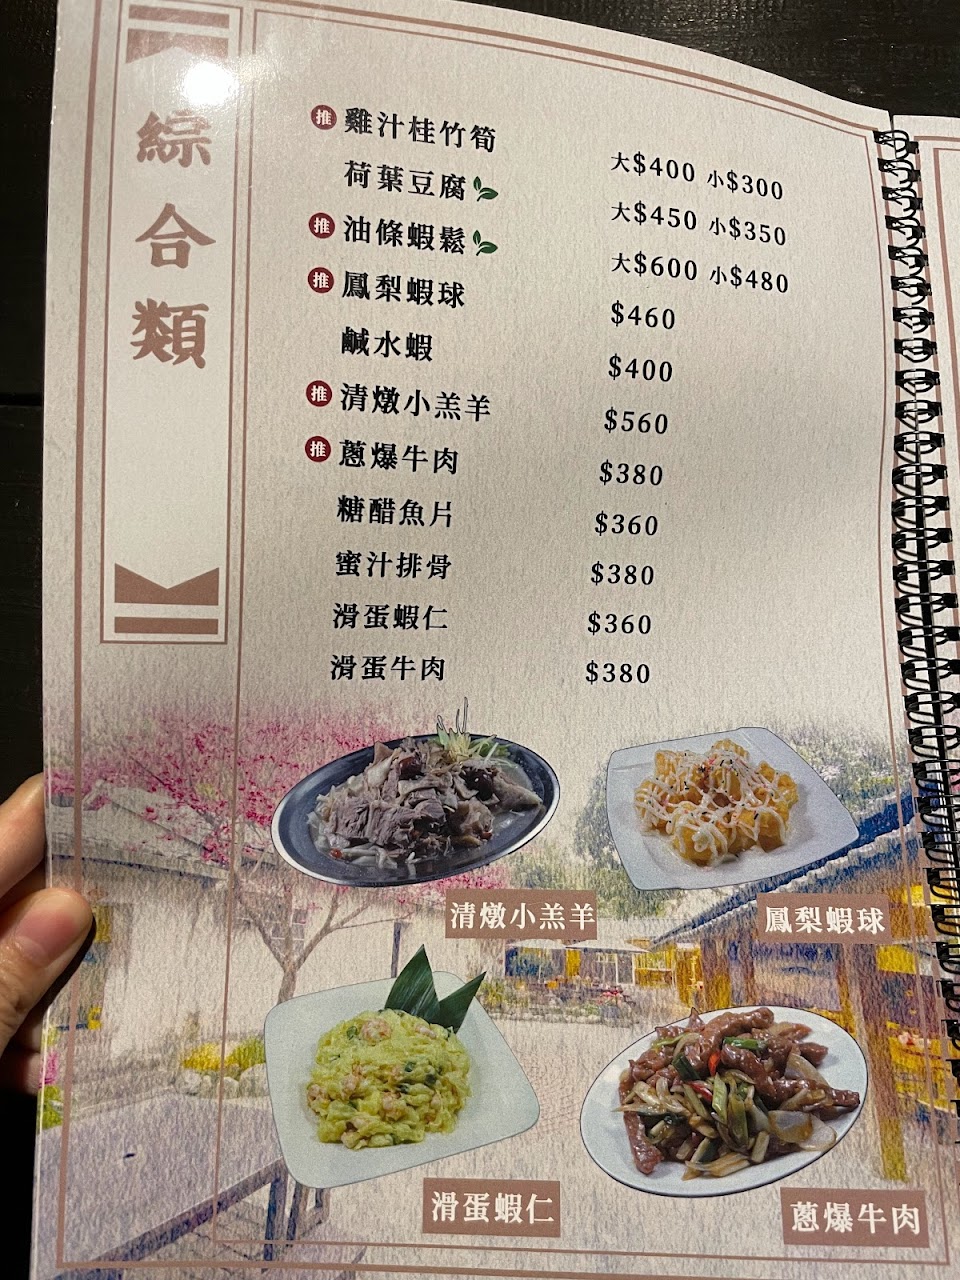 綜合類
推 雞汁桂竹筍 大$400 小$300
荷葉豆腐 大$450 小$350
推 油條蝦鬆 大$600 小$480
推 鳳梨蝦球 $460
鹹水蝦 $400
推 清燉小羔羊 $560
推 蔥爆牛肉 $380
糖醋魚片 $360
蜜汁排骨 $380
滑蛋蝦仁 $360
滑蛋牛肉 $380
清燉小羔羊
鳳梨蝦球
滑蛋蝦仁
蔥爆牛肉